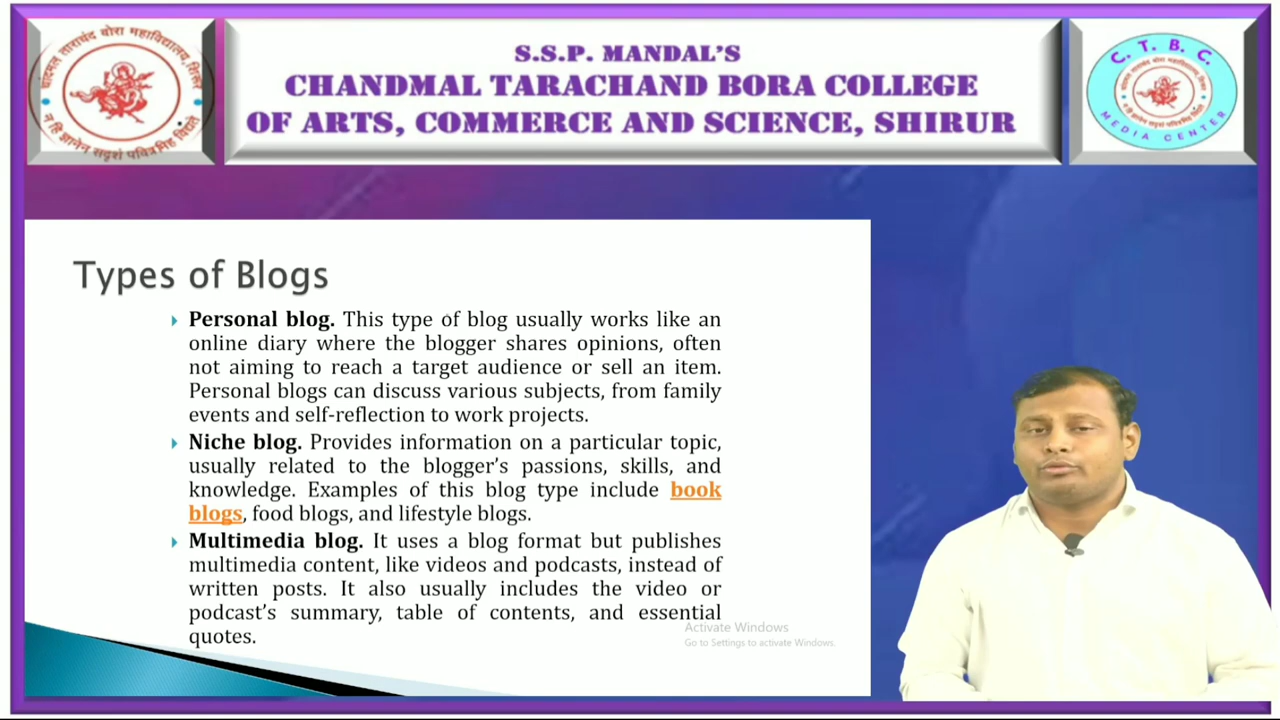 S.S.P. MANDAL'S
CHANDMAL TARACHAND BORA COLLEGE
OF ARTS, COMMERCE AND SCIENCE, SHIRUR
C. T. B. C.
MEDIA CENTER
Types of Blogs
Personal blog. This type of blog usually works like an
online diary where the blogger shares opinions, often
not aiming to reach a target audience or sell an item.
Personal blogs can discuss various subjects, from family
events and self-reflection to work projects.
Niche blog. Provides information on a particular topic,
usually related to the blogger's passions, skills, and
knowledge. Examples of this blog type include book
blogs, food blogs, and lifestyle blogs.
Multimedia blog. It uses a blog format but publishes
multimedia content, like videos and podcasts, instead of
written posts. It also usually includes the video or
podcast's summary, table of contents, and essential
quotes.
Activate Windows
Go to Settings to activate Windows.